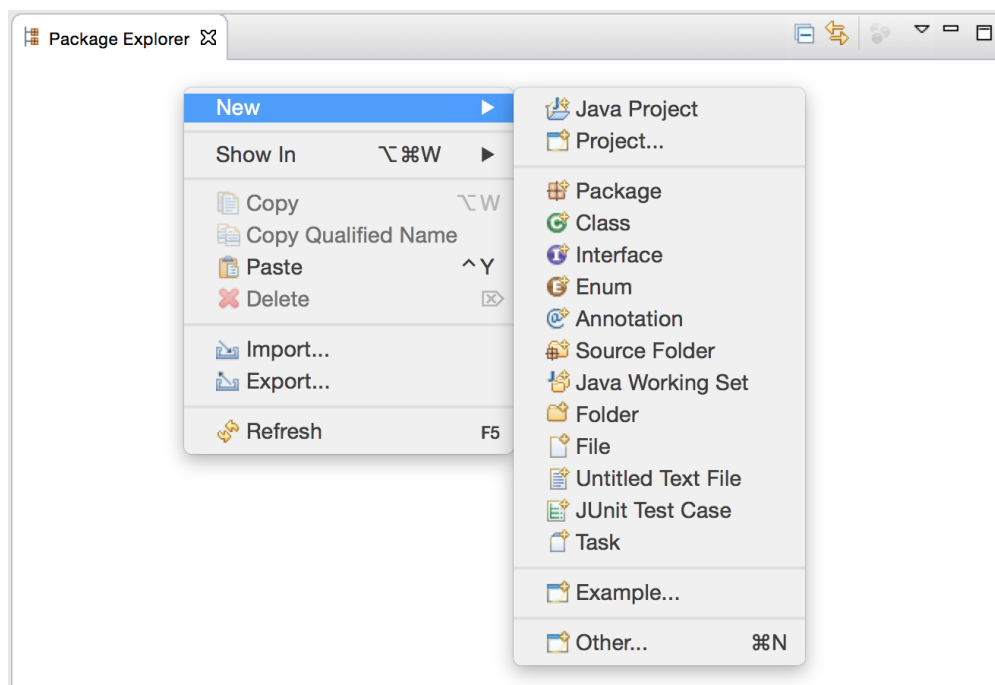 Package Explorer
New
Show In ⌥⌘W
Copy ⌥W
Copy Qualified Name
Paste ^Y
Delete ⌦
Import...
Export...
Refresh F5
Java Project
Project...
Package
Class
Interface
Enum
Annotation
Source Folder
Java Working Set
Folder
File
Untitled Text File
JUnit Test Case
Task
Example...
Other... ⌘N